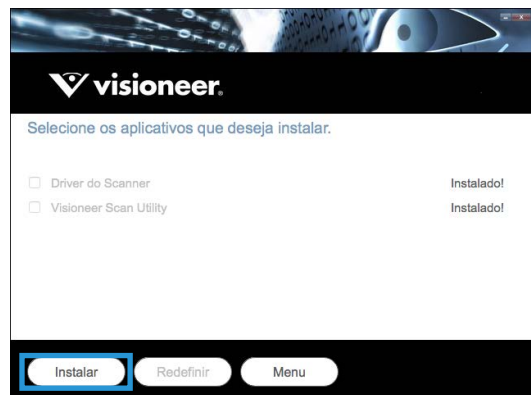 visioneer.
Selecione os aplicativos que deseja instalar.
Driver do Scanner Instalado!
Visioneer Scan Utility Instalado!
Instalar Redefinir Menu